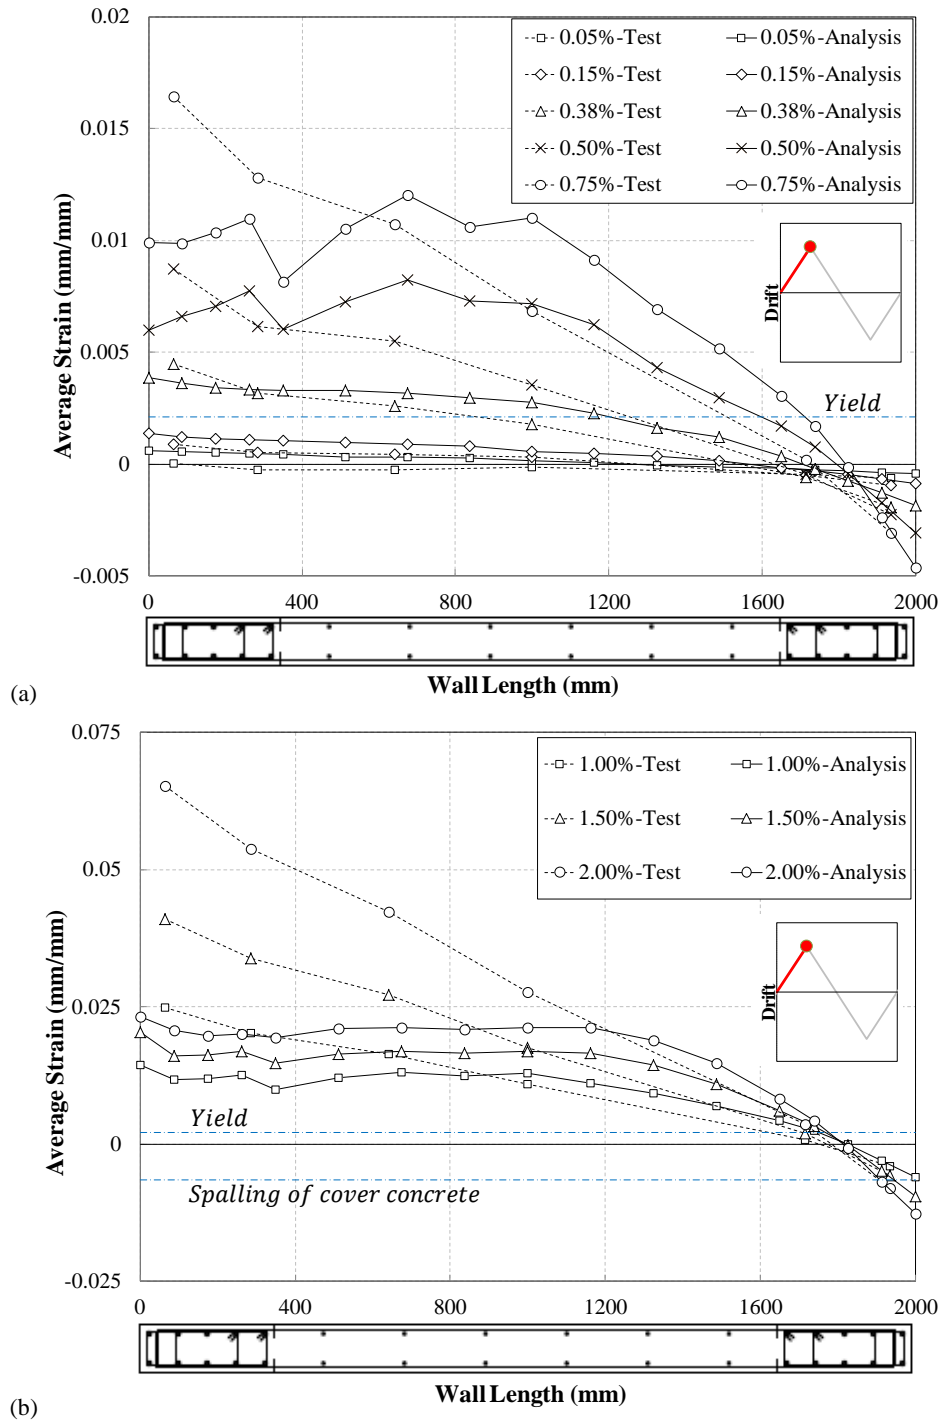 0.02
0.015
0.01
0.005
0
-0.005
Average Strain (mm/mm)
0.05%-Test 0.05%-Analysis
0.15%-Test 0.15%-Analysis
0.38%-Test 0.38%-Analysis
0.50%-Test 0.50%-Analysis
0.75%-Test 0.75%-Analysis
Drift
Yield
0 400 800 1200 1600 2000
Wall Length (mm)
(a)
0.075
0.05
0.025
0
-0.025
Average Strain (mm/mm)
1.00%-Test 1.00%-Analysis
1.50%-Test 1.50%-Analysis
2.00%-Test 2.00%-Analysis
Drift
Yield
Spalling of cover concrete
0 400 800 1200 1600 2000
Wall Length (mm)
(b)